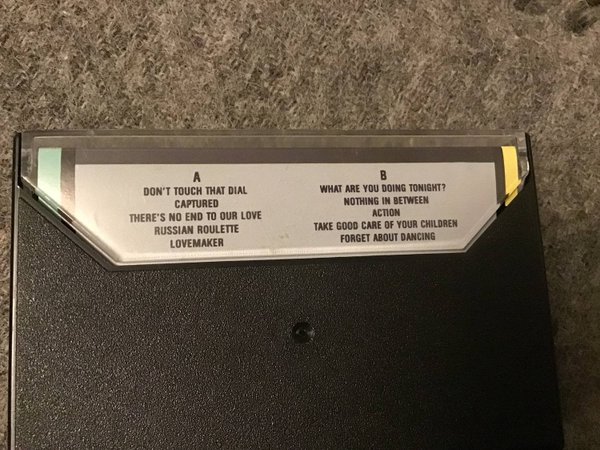 A
DON'T TOUCH THAT DIAL
CAPTURED
THERE'S NO END TO OUR LOVE
RUSSIAN ROULETTE
LOVEMAKER
B
WHAT ARE YOU DOING TONIGHT?
NOTHING IN BETWEEN
ACTION
TAKE GOOD CARE OF YOUR CHILDREN
FORGET ABOUT DANCING